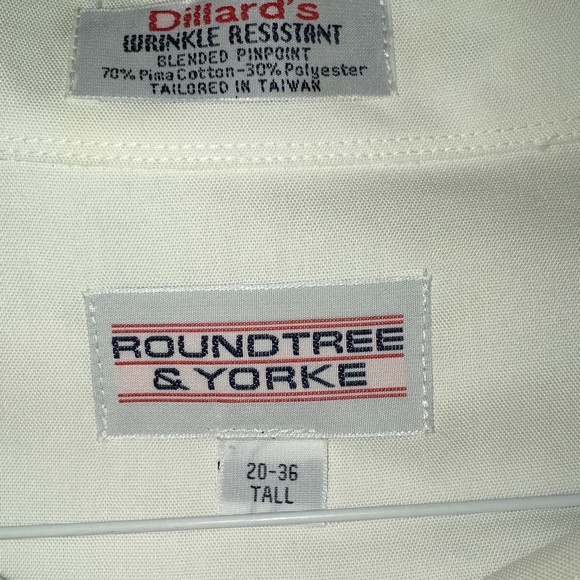 Dillard's
WRINKLE RESISTANT
BLENDED PINPOINT
70% Pima Cotton-30% Polyester
TAILORED IN TAIWAN
ROUNDTREE
& YORKE
20-36
TALL